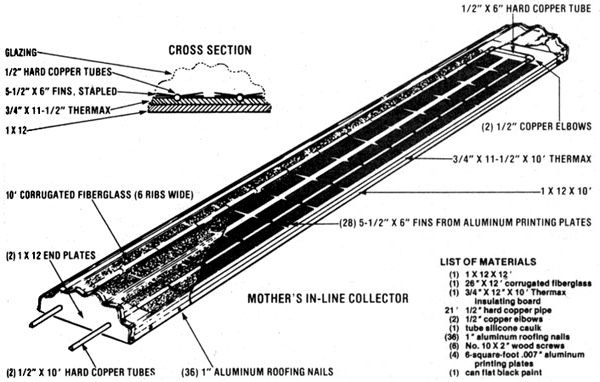 1/2" X 6" HARD COPPER TUBE
CROSS SECTION
GLAZING
1/2" HARD COPPER TUBES
5-1/2" X 6" FINS, STAPLED
3/4" X 11-1/2" THERMAX
1 X 12
(2) 1/2" COPPER ELBOWS
3/4" X 11-1/2" X 10' THERMAX
1 X 12 X 10'
10' CORRUGATED FIBERGLASS (6 RIBS WIDE)
(28) 5-1/2" X 6" FINS FROM ALUMINUM PRINTING PLATES
(2) 1 X 12 END PLATES
MOTHER'S IN-LINE COLLECTOR
(2) 1/2" X 10' HARD COPPER TUBES
(36) 1" ALUMINUM ROOFING NAILS
LIST OF MATERIALS
(1) 1 X 12 X 12'
(1) 26" X 12' corrugated fiberglass
(1) 3/4" X 12" X 10' Thermax
insulating board
21' 1/2" hard copper pipe
(2) 1/2" copper elbows
(1) tube silicone caulk
(36) 1" aluminum roofing nails
(6) No. 10 X 2" wood screws
(4) 6-square-foot .007" aluminum
printing plates
(1) can flat black paint